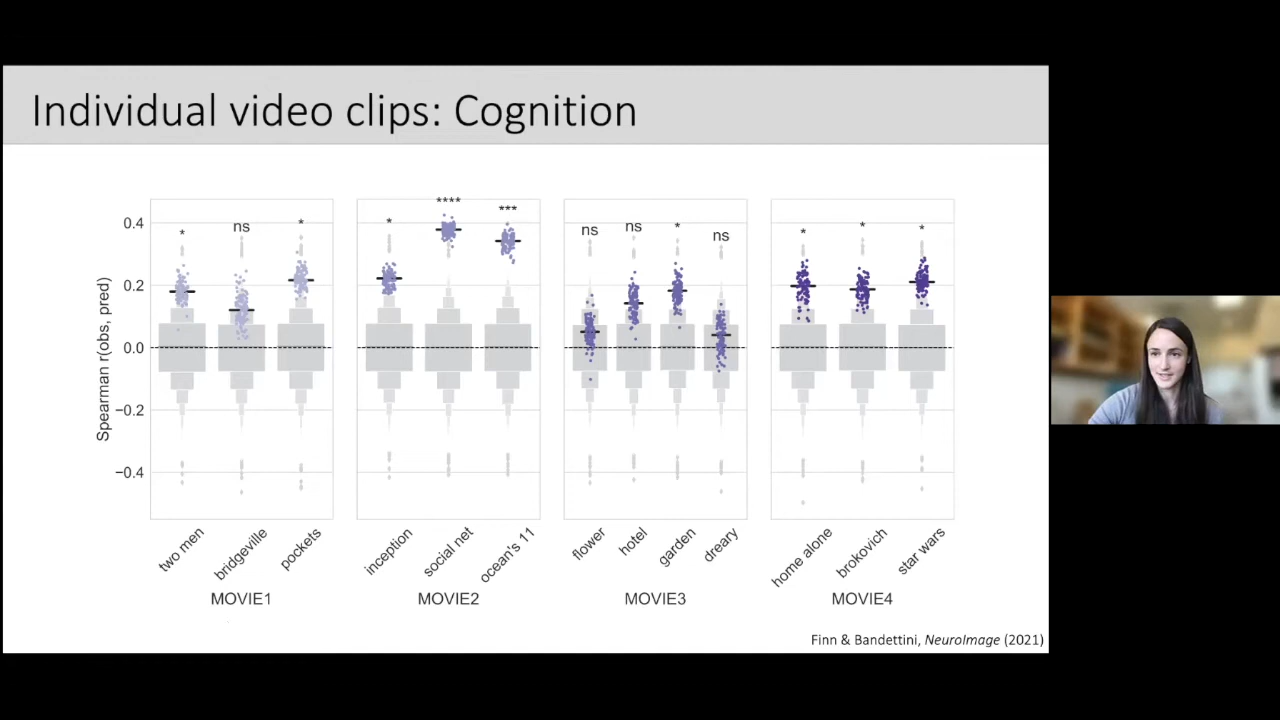 Individual video clips: Cognition
Spearman r(obs, pred)
0.4
0.2
0.0
−0.2
−0.4
* ns *
* **** ***
ns ns * ns
* * *
two men bridgeville pockets
inception social net ocean's 11
flower hotel garden dreary
home alone brokovich star wars
MOVIE1 MOVIE2 MOVIE3 MOVIE4
Finn & Bandettini, NeuroImage (2021)